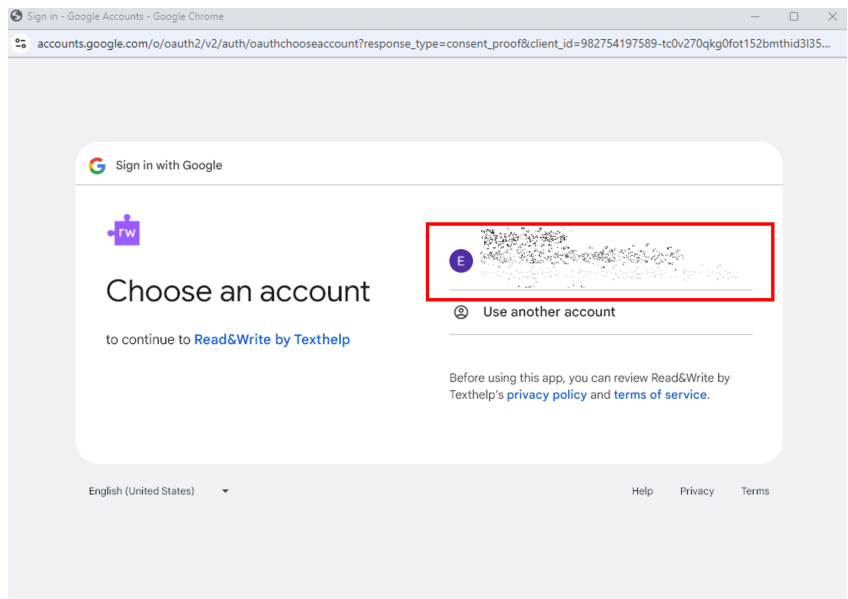 Sign in - Google Accounts - Google Chrome
accounts.google.com/o/oauth2/v2/auth/oauthchooseaccount?response_type=consent_proof&client_id=982754197589-tc0v270qkg0fot152bmthid3l35...
Sign in with Google
rw
Choose an account
to continue to Read&Write by Texthelp
E
Use another account
Before using this app, you can review Read&Write by
Texthelp's privacy policy and terms of service.
English (United States)
Help Privacy Terms